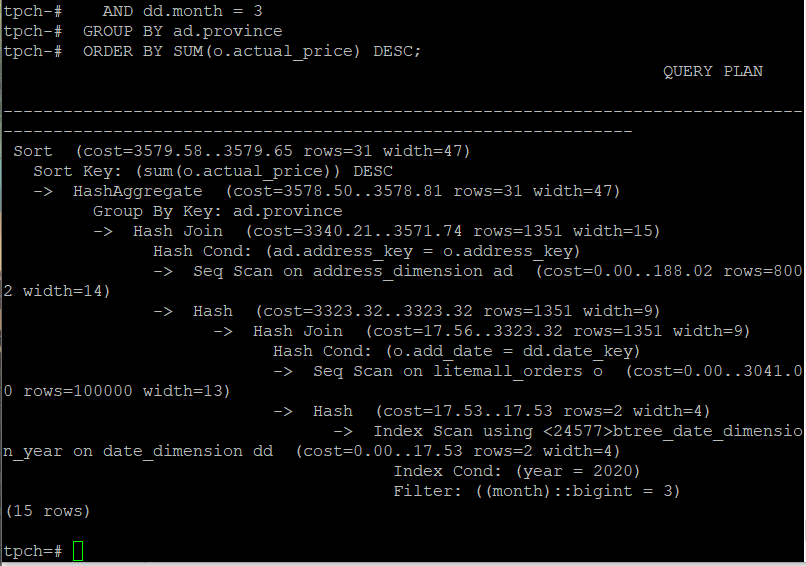 tpch-#    AND dd.month = 3
tpch-#  GROUP BY ad.province
tpch-#  ORDER BY SUM(o.actual_price) DESC;
                                                                  QUERY PLAN

--------------------------------------------------------------------------------
---------------------------------------------------------------
 Sort  (cost=3579.58..3579.65 rows=31 width=47)
   Sort Key: (sum(o.actual_price)) DESC
   ->  HashAggregate  (cost=3578.50..3578.81 rows=31 width=47)
         Group By Key: ad.province
         ->  Hash Join  (cost=3340.21..3571.74 rows=1351 width=15)
               Hash Cond: (ad.address_key = o.address_key)
               ->  Seq Scan on address_dimension ad  (cost=0.00..188.02 rows=800
2 width=14)
               ->  Hash  (cost=3323.32..3323.32 rows=1351 width=9)
                     ->  Hash Join  (cost=17.56..3323.32 rows=1351 width=9)
                           Hash Cond: (o.add_date = dd.date_key)
                           ->  Seq Scan on litemall_orders o  (cost=0.00..3041.0
0 rows=100000 width=13)
                           ->  Hash  (cost=17.53..17.53 rows=2 width=4)
                                 ->  Index Scan using <24577>btree_date_dimensio
n_year on date_dimension dd  (cost=0.00..17.53 rows=2 width=4)
                                       Index Cond: (year = 2020)
                                       Filter: ((month)::bigint = 3)
(15 rows)

tpch=#